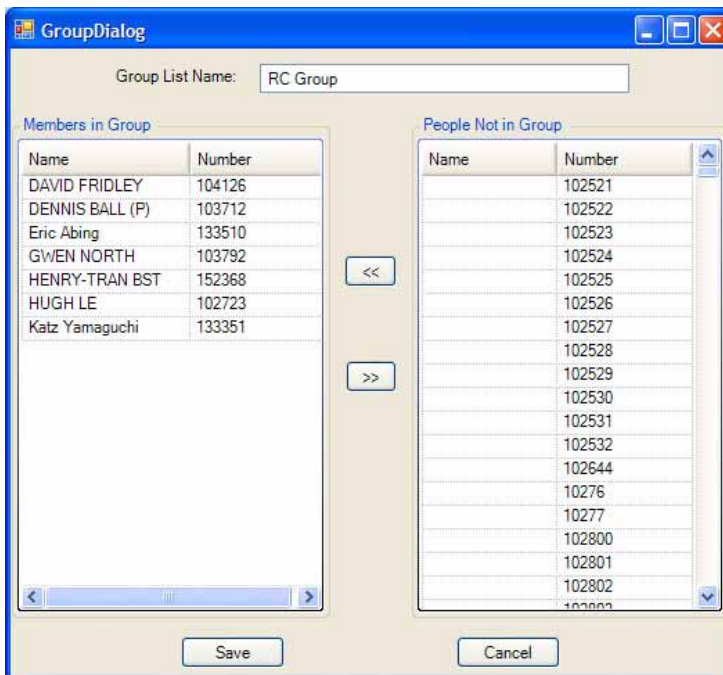 GroupDialog
Group List Name: RC Group
Members in Group
Name Number
DAVID FRIDLEY 104126
DENNIS BALL (P) 103712
Eric Abing 133510
GWEN NORTH 103792
HENRY-TRAN BST 152368
HUGH LE 102723
Katz Yamaguchi 133351
<<
>>
People Not in Group
Name Number
102521
102522
102523
102524
102525
102526
102527
102528
102529
102530
102531
102532
102644
10276
10277
102800
102801
102802
Save Cancel